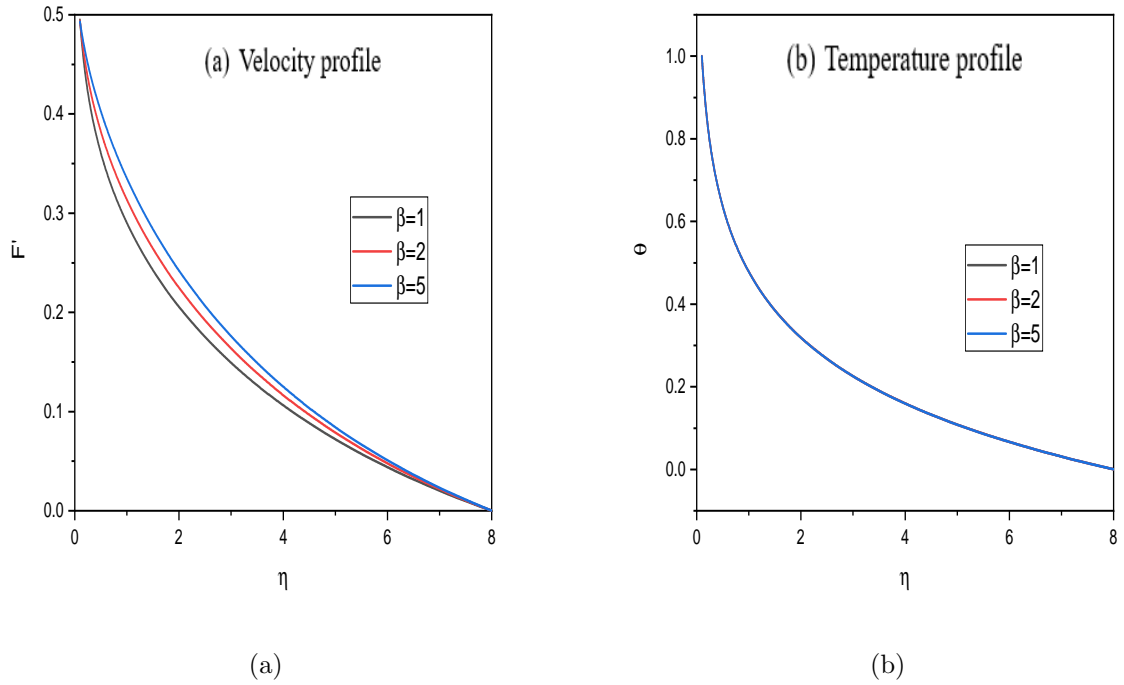 (a) Velocity profile
F'
0.5
0.4
0.3
0.2
0.1
0.0
0 2 4 6 8
η
β=1
β=2
β=5
(a)
(b) Temperature profile
Θ
1.0
0.8
0.6
0.4
0.2
0.0
0 2 4 6 8
η
β=1
β=2
β=5
(b)